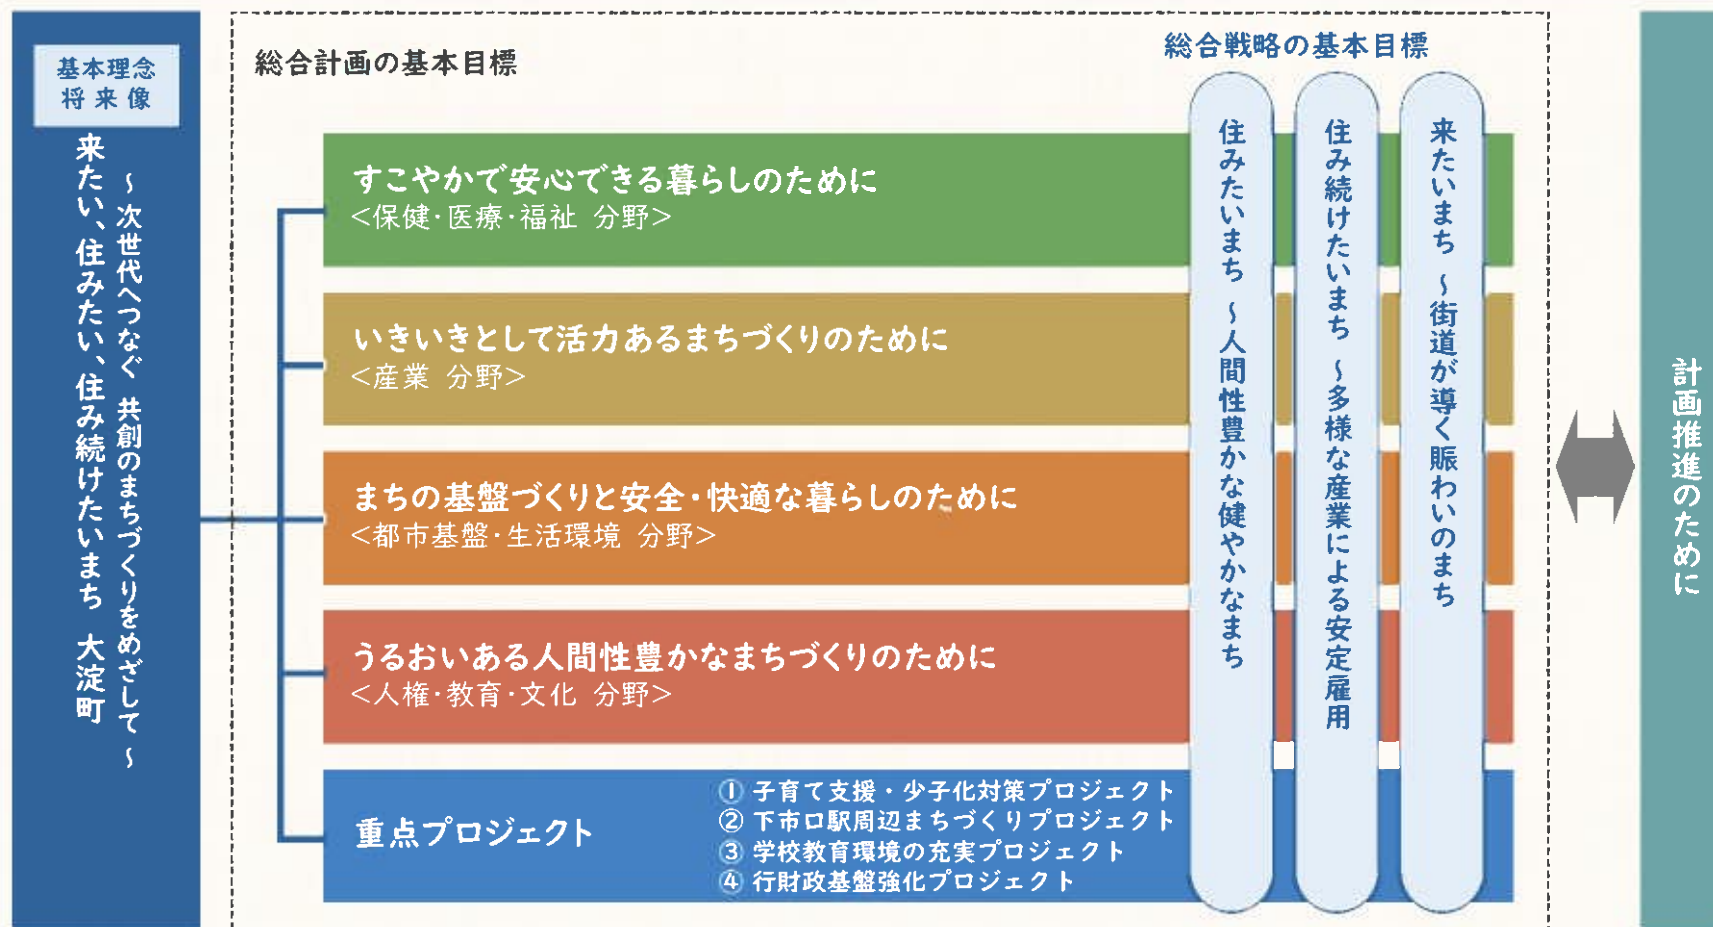 基本理念
将来像
来たい、住みたい、住み続けたいまち 大淀町
~ 次世代へつなぐ 共創のまちづくりをめざして ~
総合計画の基本目標
総合戦略の基本目標
すこやかで安心できる暮らしのために
<保健・医療・福祉 分野>
いきいきとして活力あるまちづくりのために
<産業 分野>
まちの基盤づくりと安全・快適な暮らしのために
<都市基盤・生活環境 分野>
うるおいある人間性豊かなまちづくりのために
<人権・教育・文化 分野>
重点プロジェクト
① 子育て支援・少子化対策プロジェクト
② 下市口駅周辺まちづくりプロジェクト
③ 学校教育環境の充実プロジェクト
④ 行財政基盤強化プロジェクト
住みたいまち ~人間性豊かな健やかなまち
住み続けたいまち ~多様な産業による安定雇用
来たいまち ~街道が導く賑わいのまち
計画推進のために